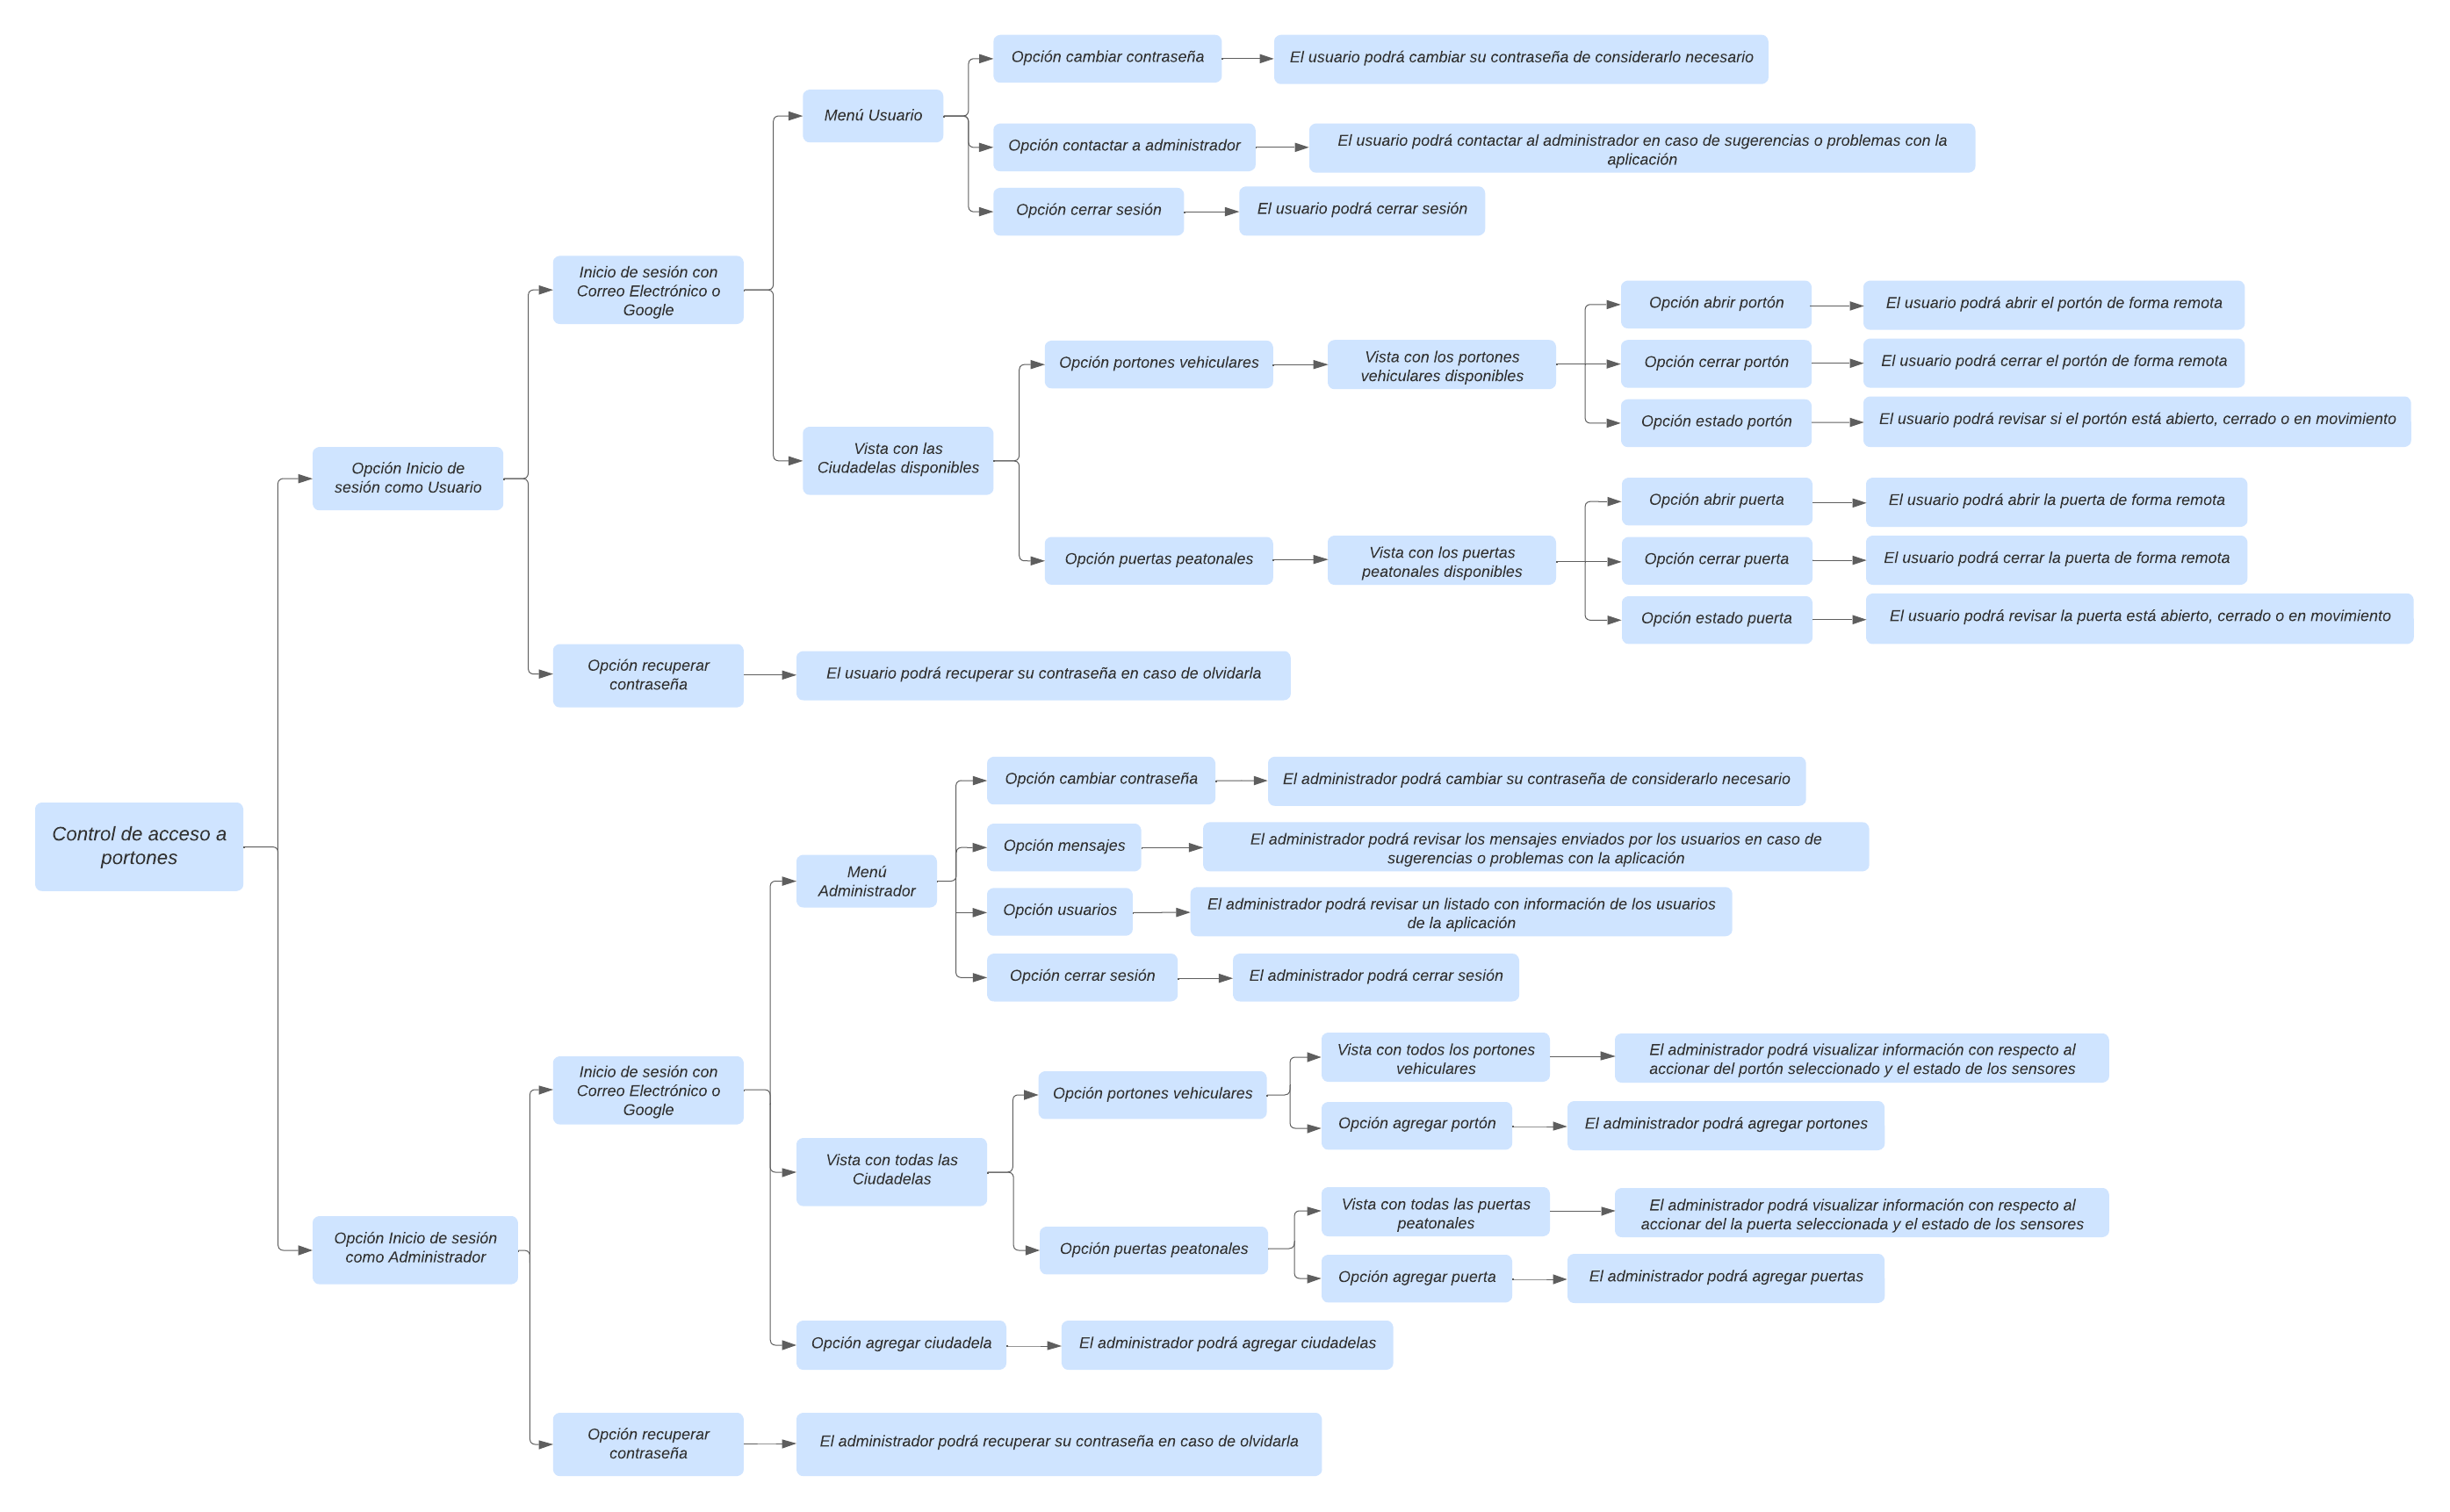 Control de acceso a
portones
Opción Inicio de
sesión como Usuario
Inicio de sesión con
Correo Electrónico o
Google
Menú Usuario
Opción cambiar contraseña
El usuario podrá cambiar su contraseña de considerarlo necesario
Opción contactar a administrador
El usuario podrá contactar al administrador en caso de sugerencias o problemas con la
aplicación
Opción cerrar sesión
El usuario podrá cerrar sesión
Vista con las
Ciudadelas disponibles
Opción portones vehiculares
Vista con los portones
vehiculares disponibles
Opción abrir portón
El usuario podrá abrir el portón de forma remota
Opción cerrar portón
El usuario podrá cerrar el portón de forma remota
Opción estado portón
El usuario podrá revisar si el portón está abierto, cerrado o en movimiento
Opción puertas peatonales
Vista con los puertas
peatonales disponibles
Opción abrir puerta
El usuario podrá abrir la puerta de forma remota
Opción cerrar puerta
El usuario podrá cerrar la puerta de forma remota
Opción estado puerta
El usuario podrá revisar la puerta está abierto, cerrado o en movimiento
Opción recuperar
contraseña
El usuario podrá recuperar su contraseña en caso de olvidarla
Opción Inicio de sesión
como Administrador
Inicio de sesión con
Correo Electrónico o
Google
Menú
Administrador
Opción cambiar contraseña
El administrador podrá cambiar su contraseña de considerarlo necesario
Opción mensajes
El administrador podrá revisar los mensajes enviados por los usuarios en caso de
sugerencias o problemas con la aplicación
Opción usuarios
El administrador podrá revisar un listado con información de los usuarios
de la aplicación
Opción cerrar sesión
El administrador podrá cerrar sesión
Vista con todas las
Ciudadelas
Opción portones vehiculares
Vista con todos los portones
vehiculares
El administrador podrá visualizar información con respecto al
accionar del portón seleccionado y el estado de los sensores
Opción agregar portón
El administrador podrá agregar portones
Opción puertas peatonales
Vista con todas las puertas
peatonales
El administrador podrá visualizar información con respecto al
accionar del la puerta seleccionada y el estado de los sensores
Opción agregar puerta
El administrador podrá agregar puertas
Opción agregar ciudadela
El administrador podrá agregar ciudadelas
Opción recuperar
contraseña
El administrador podrá recuperar su contraseña en caso de olvidarla